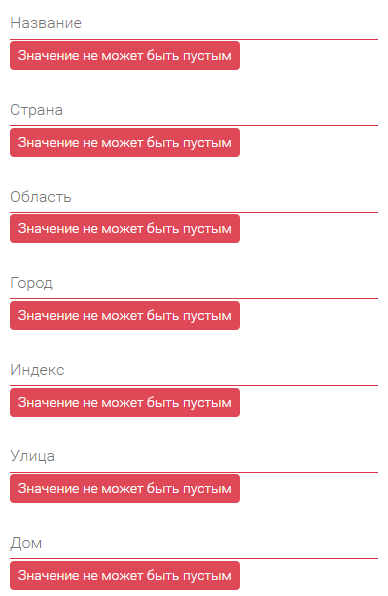 Название
Значение не может быть пустым
Страна
Значение не может быть пустым
Область
Значение не может быть пустым
Город
Значение не может быть пустым
Индекс
Значение не может быть пустым
Улица
Значение не может быть пустым
Дом
Значение не может быть пустым